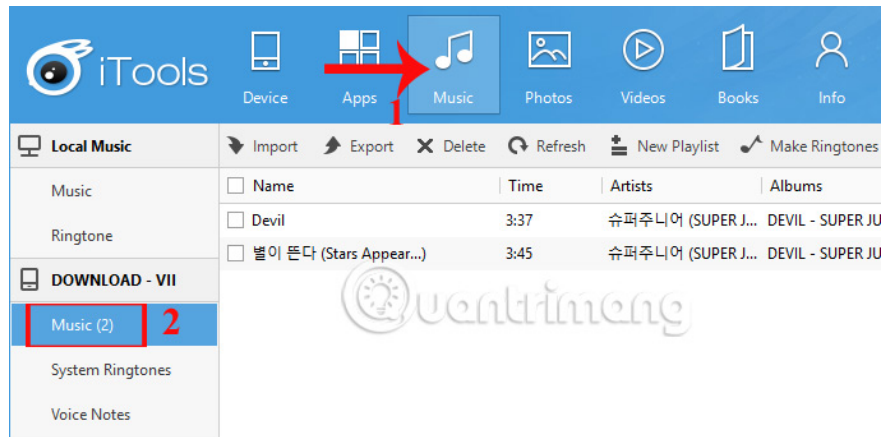 iTools
Device Apps Music Photos Videos Books Info
1
Local Music
Import Export Delete Refresh New Playlist Make Ringtones
Name Time Artists Albums
Music
Devil 3:37 슈퍼주니어 (SUPER J... DEVIL - SUPER JU
Ringtone
별이 뜬다 (Stars Appear...) 3:45 슈퍼주니어 (SUPER J... DEVIL - SUPER JU
DOWNLOAD - VII
Music (2) 2
Quantrimang
System Ringtones
Voice Notes